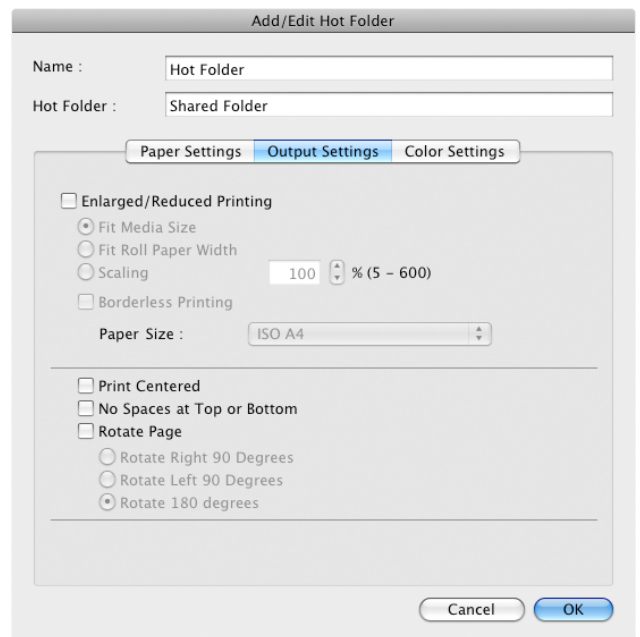 Add/Edit Hot Folder
Name : Hot Folder
Hot Folder : Shared Folder
Paper Settings Output Settings Color Settings
Enlarged/Reduced Printing
Fit Media Size
Fit Roll Paper Width
Scaling 100 % (5 – 600)
Borderless Printing
Paper Size : ISO A4
Print Centered
No Spaces at Top or Bottom
Rotate Page
Rotate Right 90 Degrees
Rotate Left 90 Degrees
Rotate 180 degrees
Cancel OK